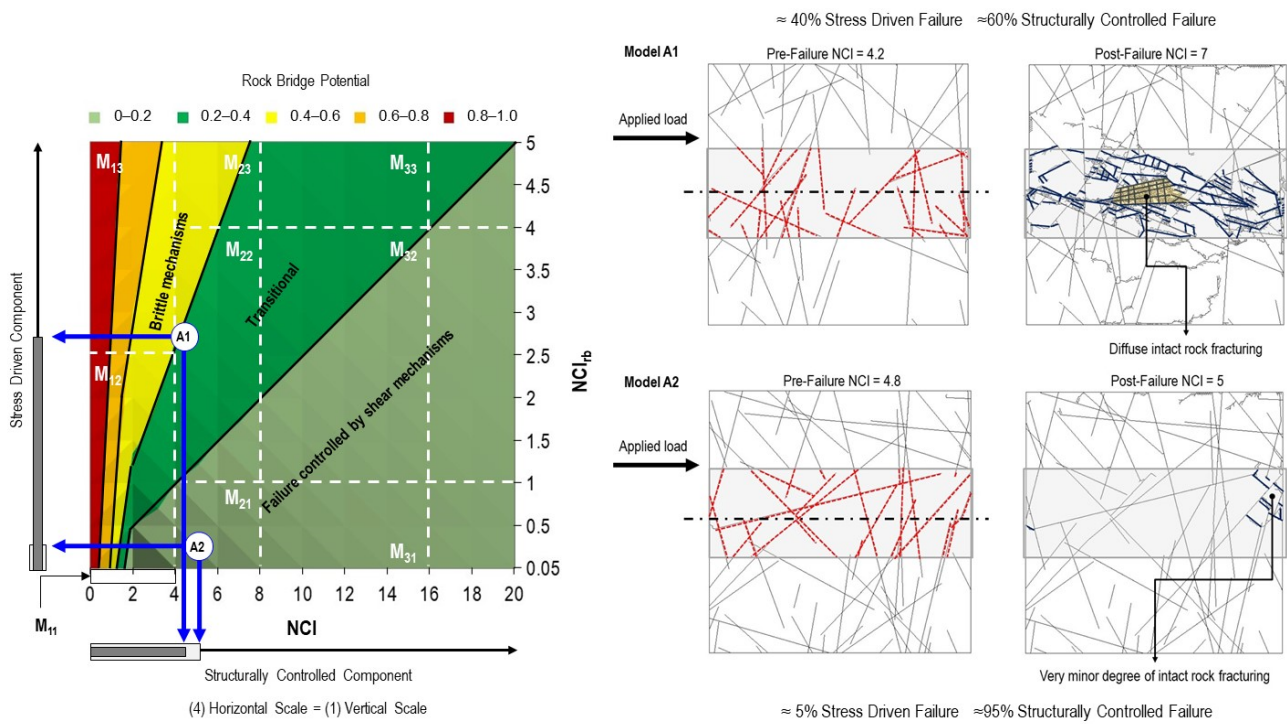 Rock Bridge Potential
0–0.2
0.2–0.4
0.4–0.6
0.6–0.8
0.8–1.0
M13
M23
M33
M12
M22
M32
M21
M31
M11
Brittle mechanisms
Transitional
Failure controlled by shear mechanisms
A1
A2
Stress Driven Component
5
4.5
4
3.5
3
2.5
2
1.5
1
0.5
0.05
NCIrb
0 2 4 6 8 10 12 14 16 18 20
NCI
Structurally Controlled Component
(4) Horizontal Scale = (1) Vertical Scale
≈ 40% Stress Driven Failure ≈60% Structurally Controlled Failure
Model A1
Pre-Failure NCI = 4.2
Post-Failure NCI = 7
Applied load
Diffuse intact rock fracturing
Model A2
Pre-Failure NCI = 4.8
Post-Failure NCI = 5
Applied load
Very minor degree of intact rock fracturing
≈ 5% Stress Driven Failure ≈95% Structurally Controlled Failure